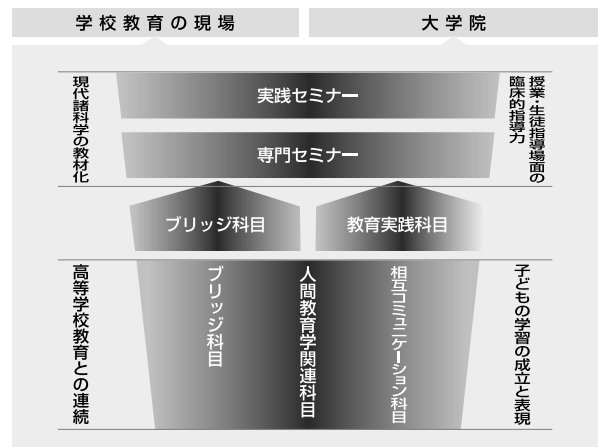 学校教育の現場
大学院
現代諸科学の教材化
実践セミナー
専門セミナー
授業・生徒指導場面の
臨床的指導力
ブリッジ科目
教育実践科目
高等学校教育との連続
ブリッジ科目
人間教育学関連科目
相互コミュニケーション科目
子どもの学習の成立と表現